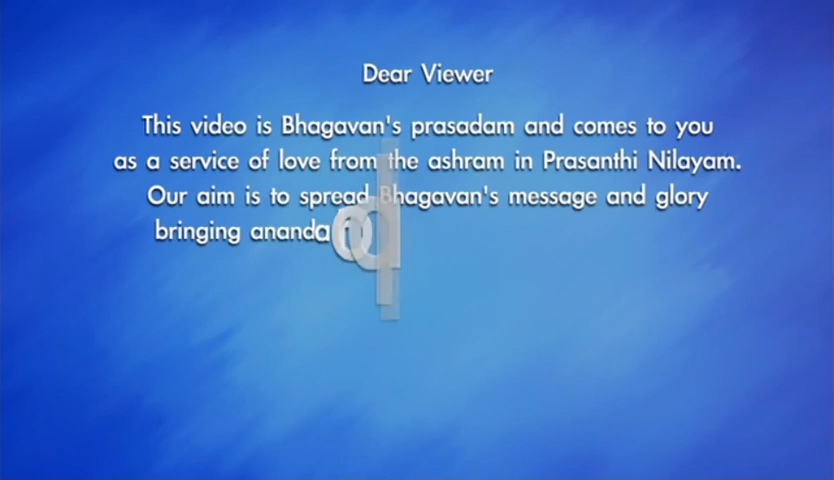 Dear Viewer
This video is Bhagavan's prasadam and comes to you
as a service of love from the ashram in Prasanthi Nilayam.
Our aim is to spread Bhagavan's message and glory
bringing ananda